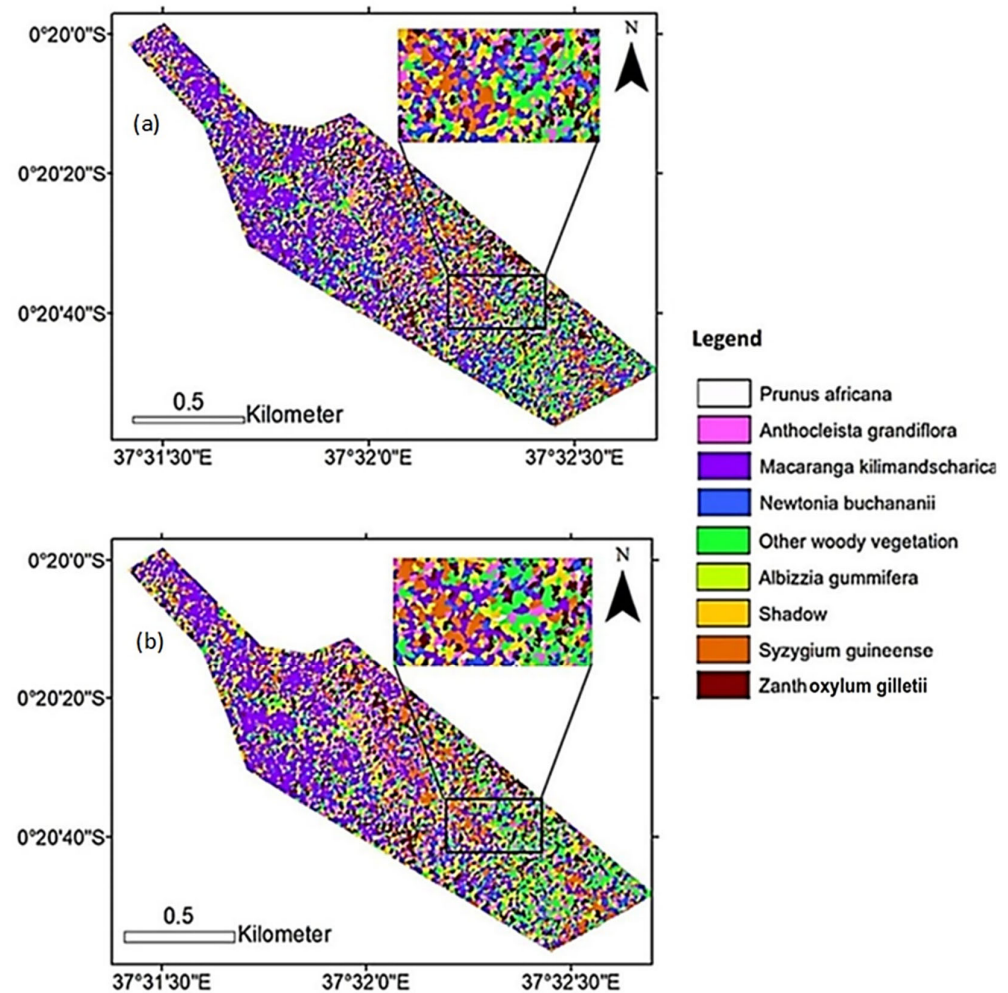 N
0°20'0"S
(a)
0°20'20"S
0°20'40"S
0.5
Kilometer
37°31'30"E 37°32'0"E 37°32'30"E
Legend
Prunus africana
Anthocleista grandiflora
Macaranga kilimandscharica
Newtonia buchananii
Other woody vegetation
Albizzia gummifera
Shadow
Syzygium guineense
Zanthoxylum gilletii
N
0°20'0"S
(b)
0°20'20"S
0°20'40"S
0.5
Kilometer
37°31'30"E 37°32'0"E 37°32'30"E